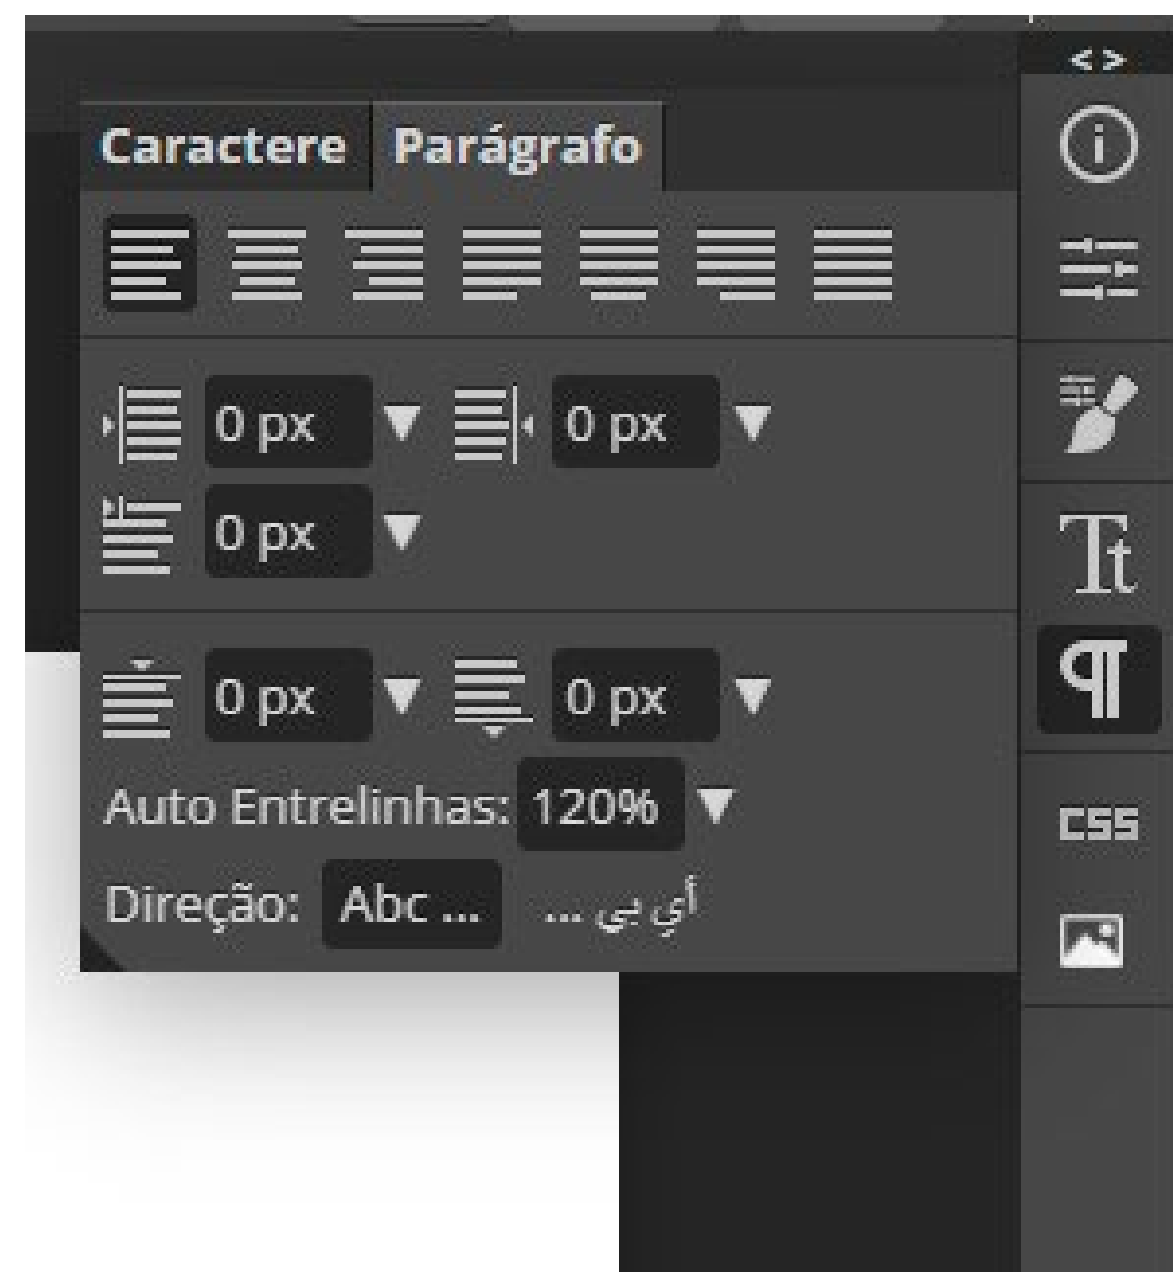 < >
Caractere Parágrafo
0 px 0 px
0 px
Tt
¶
0 px 0 px
Auto Entrelinhas: 120%
CSS
Direção: Abc ... أي بي ...